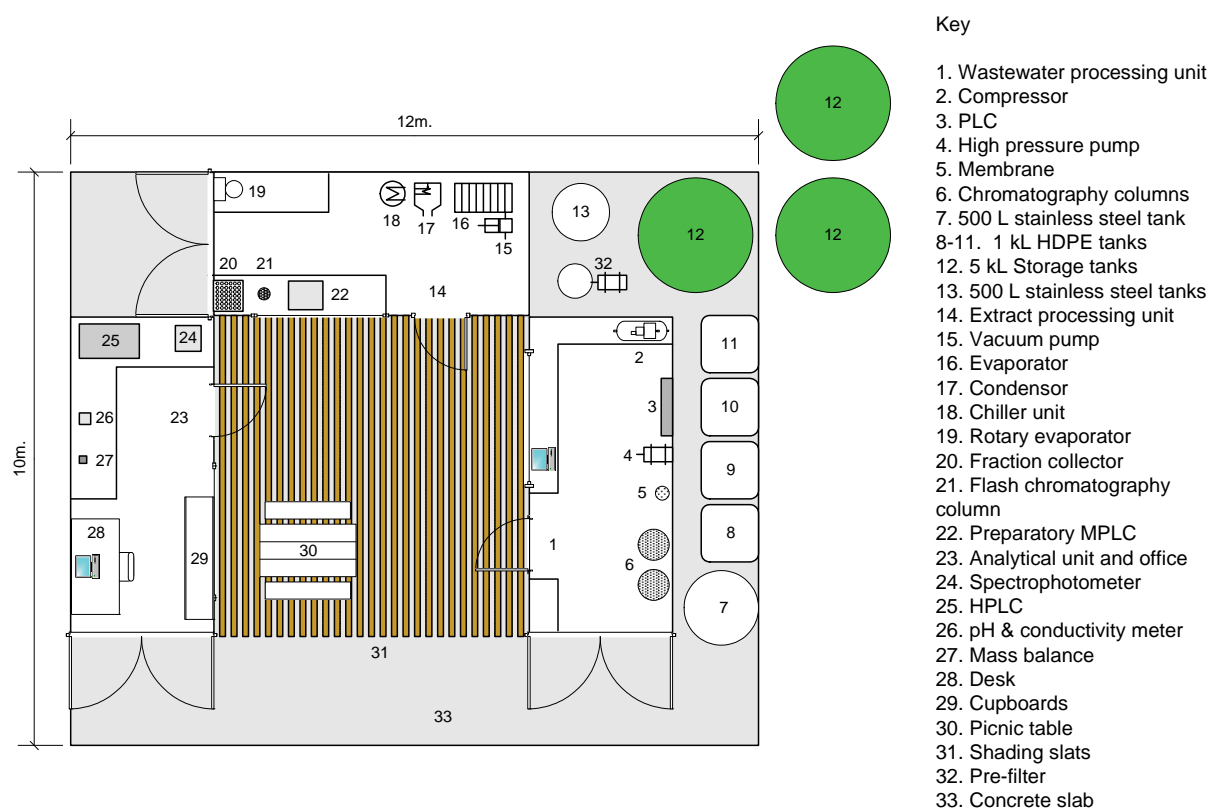 Key
12
12m.
1. Wastewater processing unit
2. Compressor
3. PLC
4. High pressure pump
5. Membrane
6. Chromatography columns
7. 500 L stainless steel tank
8-11. 1 kL HDPE tanks
12. 5 kL Storage tanks
13. 500 L stainless steel tanks
14. Extract processing unit
15. Vacuum pump
16. Evaporator
17. Condensor
18. Chiller unit
19. Rotary evaporator
20. Fraction collector
21. Flash chromatography
column
22. Preparatory MPLC
23. Analytical unit and office
24. Spectrophotometer
25. HPLC
26. pH & conductivity meter
27. Mass balance
28. Desk
29. Cupboards
30. Picnic table
31. Shading slats
32. Pre-filter
33. Concrete slab
19
18
17
16
15
13
12
12
20
21
22
14
32
25
24
2
11
26
23
3
10
10m.
27
4
9
5
28
29
30
1
6
8
7
31
33